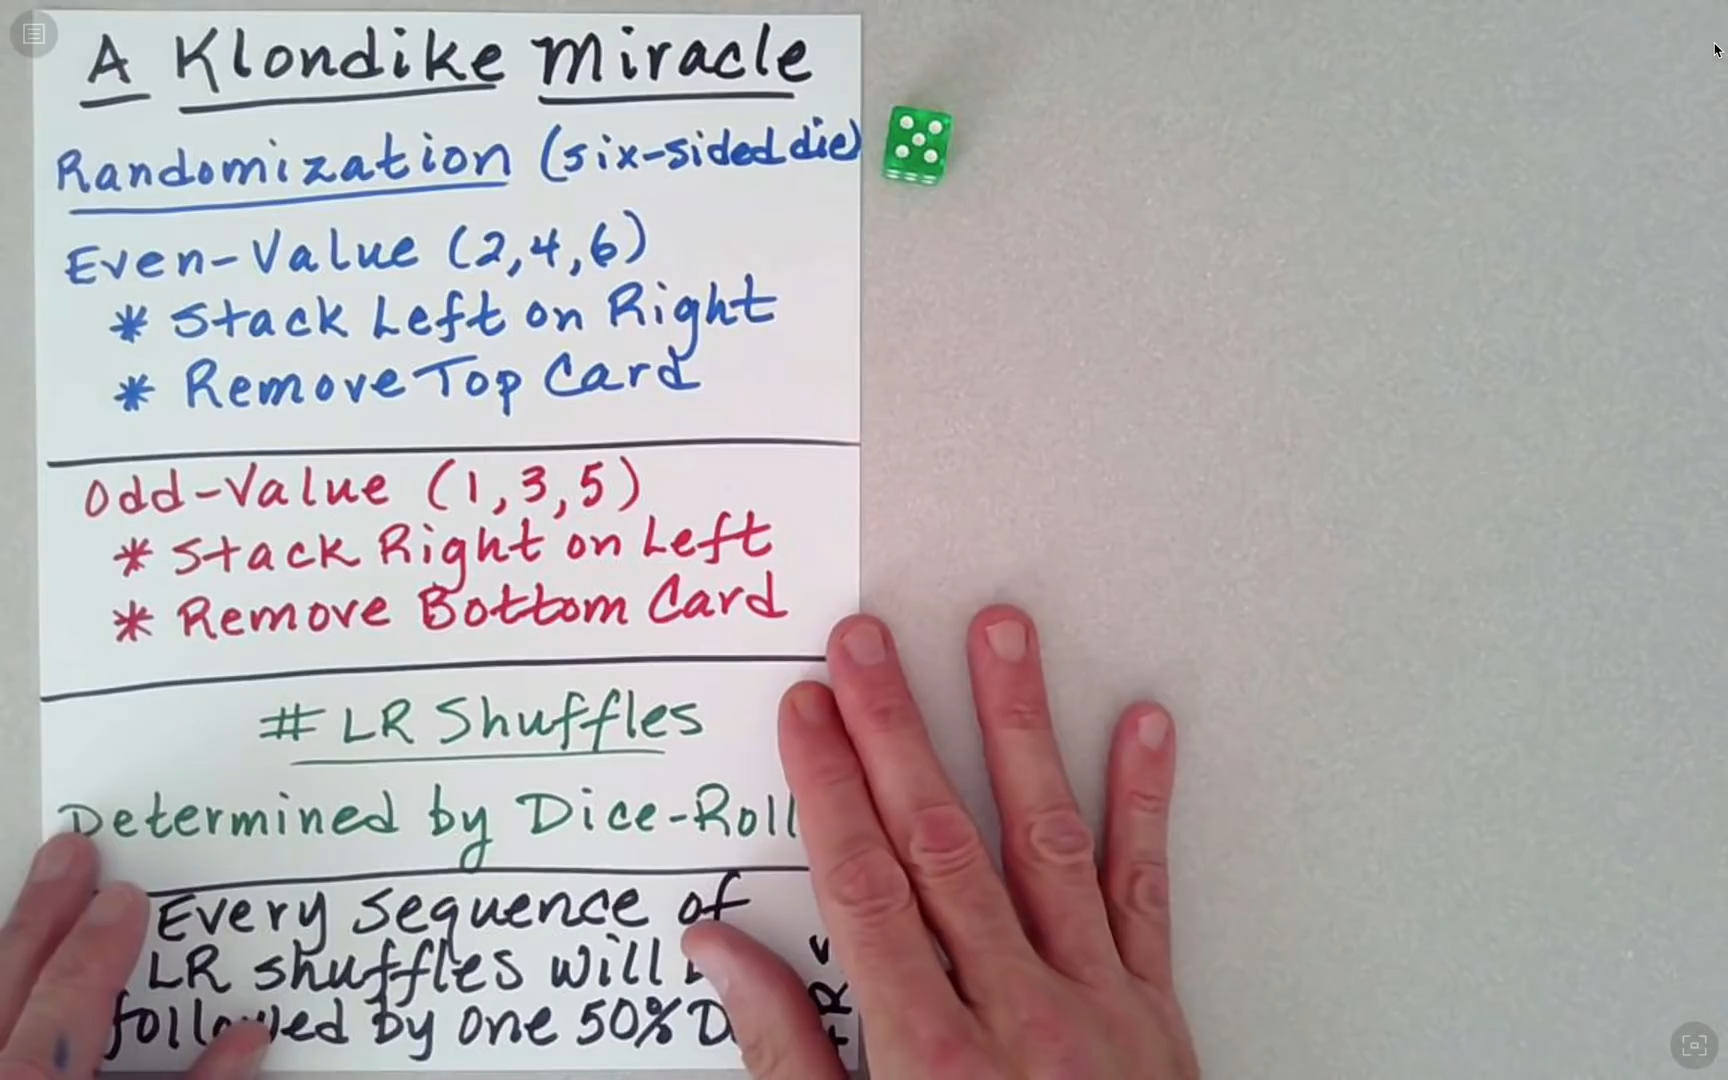 A Klondike Miracle
Randomization (six-sided die)
Even-Value (2,4,6)
* Stack Left on Right
* Remove Top Card
Odd-Value (1,3,5)
* Stack Right on Left
* Remove Bottom Card
# LR Shuffles
Determined by Dice-Roll
Every sequence of
LR shuffles will
followed by one 50%